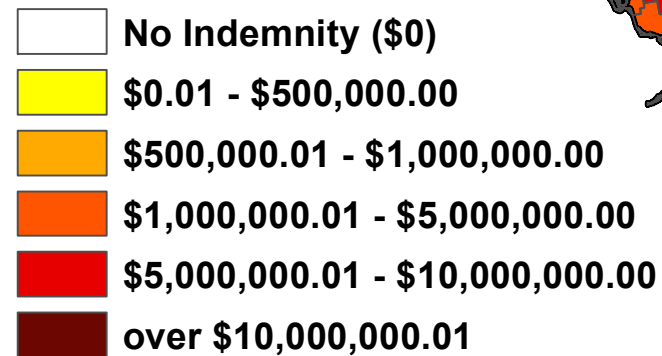 No Indemnity ($0)
$0.01 - $500,000.00
$500,000.01 - $1,000,000.00
$1,000,000.01 - $5,000,000.00
$5,000,000.01 - $10,000,000.00
over $10,000,000.01